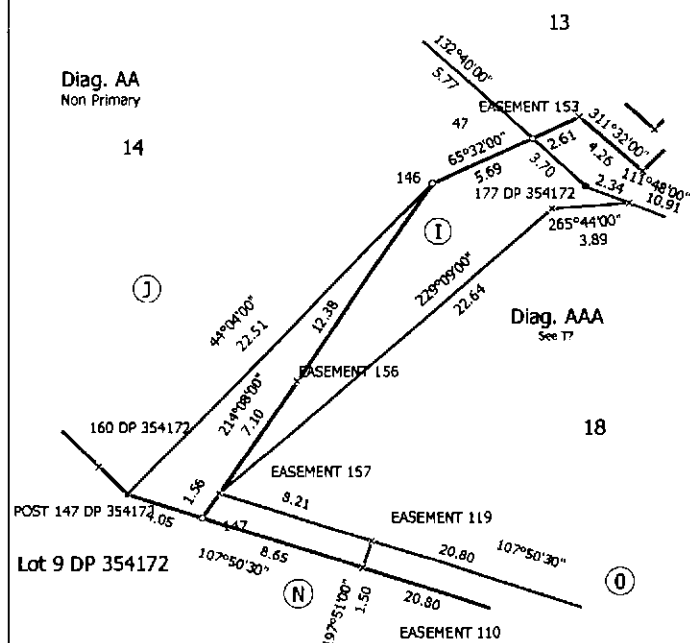 13
Diag. AA
Non Primary
132°40'00"
5.77
EASEMENT 153
311°32'00"
47
14
65°32'00"
2.61
4.26
111°48'00"
5.69
3.70
146
177 DP 354172
2.34
10.91
265°44'00"
3.89
I
J
229°09'00"
22.64
44°04'00"
22.51
12.38
Diag. AAA
See T?
EASEMENT 156
214°08'00"
7.10
18
160 DP 354172
EASEMENT 157
1.56
8.21
EASEMENT 119
POST 147 DP 354172
4.05
147
107°50'30"
20.80
Lot 9 DP 354172
107°50'30"
8.65
N
197°51'00"
1.50
20.80
O
EASEMENT 110